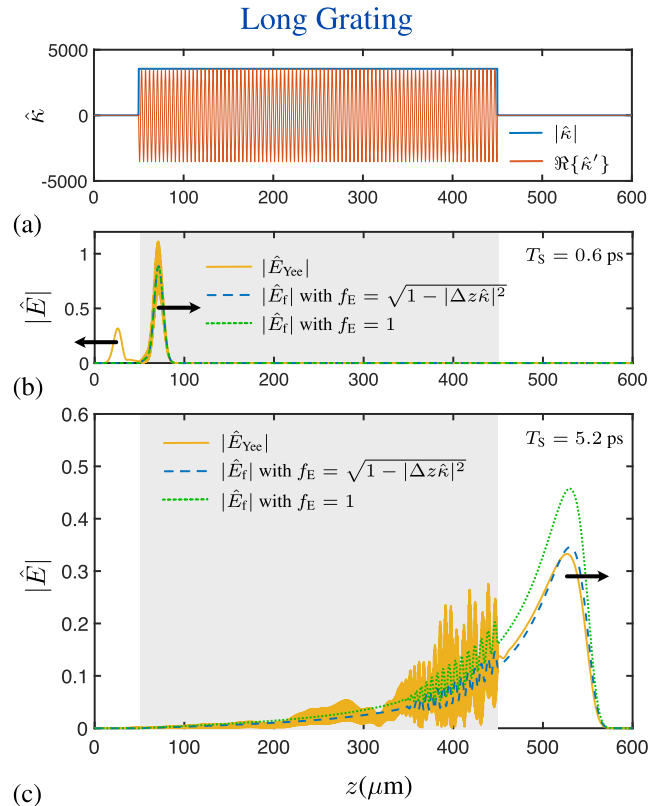 Long Grating
5000
0
-5000
κ̂
|κ̂|
ℜ{κ̂′}
0 100 200 300 400 500 600
(a)
1
0.5
0
|Ê|
T_S = 0.6 ps
|Ê_Yee|
|Ê_f| with f_E = √(1 − |Δzκ̂|²)
|Ê_f| with f_E = 1
0 100 200 300 400 500 600
(b)
0.6
0.5
0.4
0.3
0.2
0.1
0
|Ê|
T_S = 5.2 ps
|Ê_Yee|
|Ê_f| with f_E = √(1 − |Δzκ̂|²)
|Ê_f| with f_E = 1
0 100 200 300 400 500 600
(c)
z(μm)